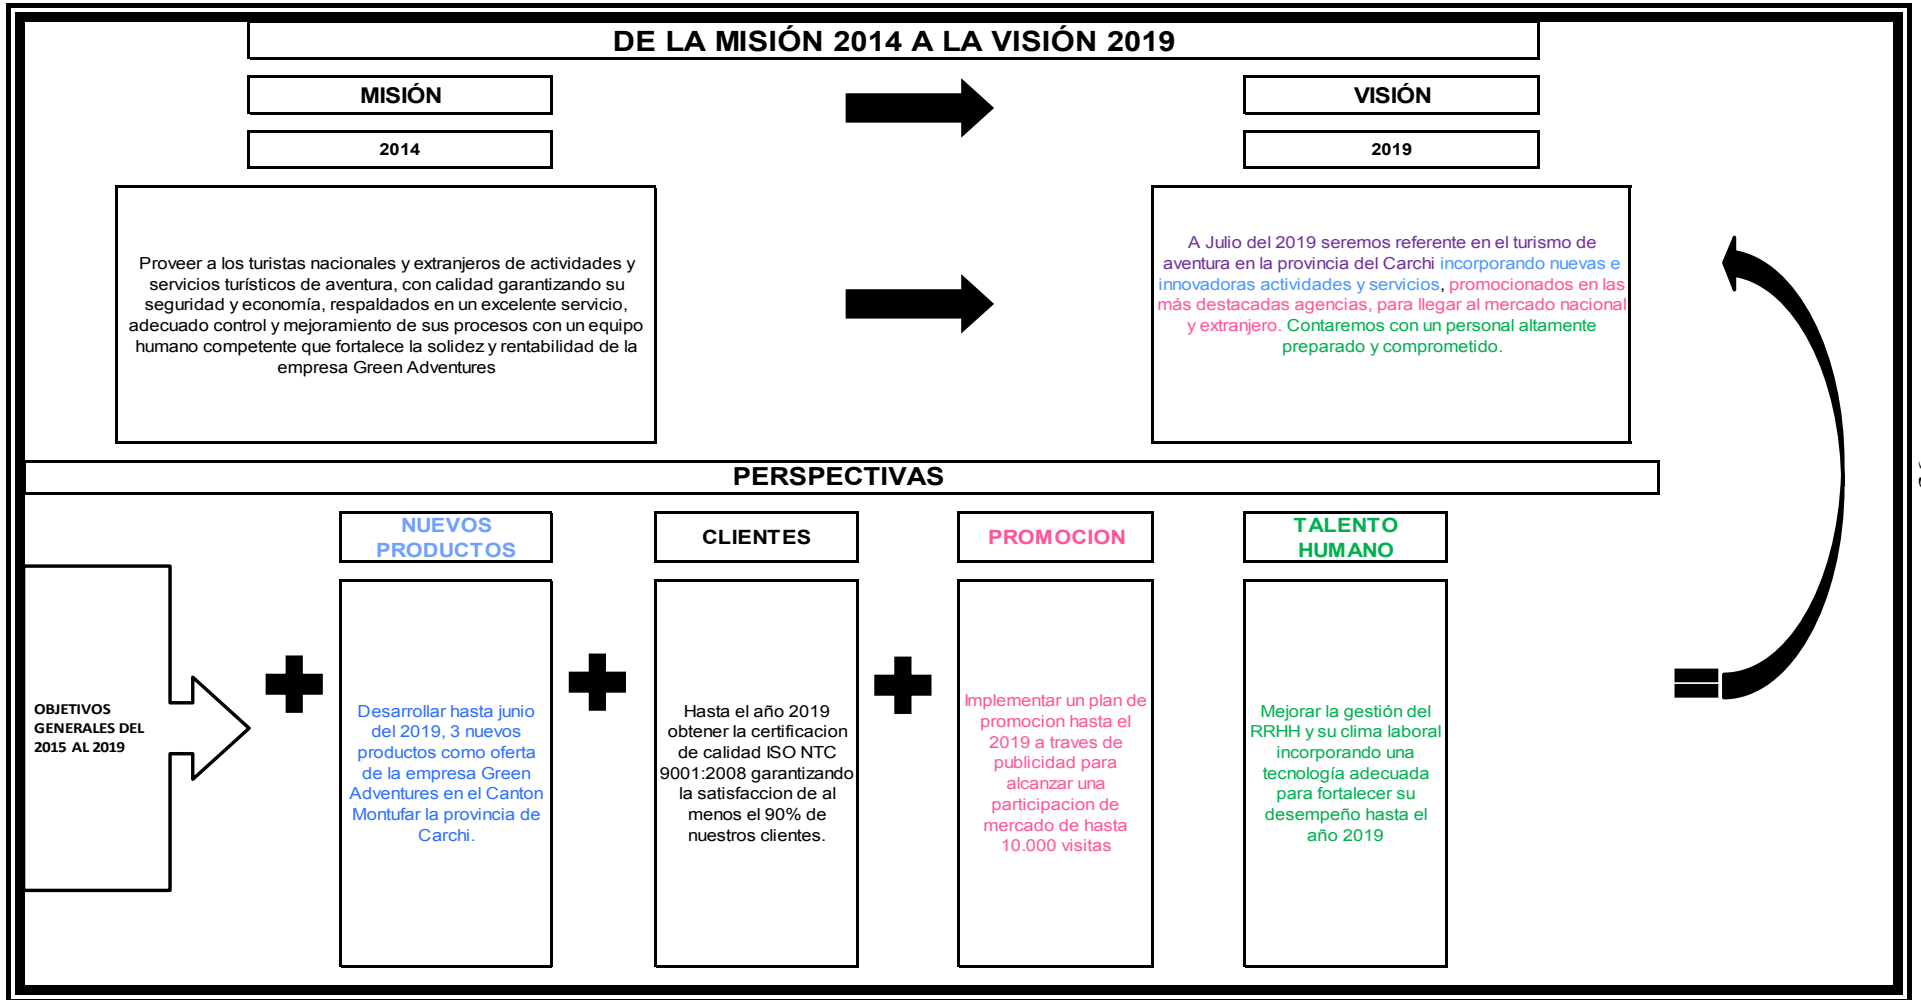 DE LA MISIÓN 2014 A LA VISIÓN 2019
MISIÓN
VISIÓN
2014
2019
Proveer a los turistas nacionales y extranjeros de actividades y
servicios turísticos de aventura, con calidad garantizando su
seguridad y economía, respaldados en un excelente servicio,
adecuado control y mejoramiento de sus procesos con un equipo
humano competente que fortalece la solidez y rentabilidad de la
empresa Green Adventures
A Julio del 2019 seremos referente en el turismo de
aventura en la provincia del Carchi incorporando nuevas e
innovadoras actividades y servicios, promocionados en las
más destacadas agencias, para llegar al mercado nacional
y extranjero. Contaremos con un personal altamente
preparado y comprometido.
PERSPECTIVAS
NUEVOS
PRODUCTOS
CLIENTES
PROMOCION
TALENTO
HUMANO
OBJETIVOS
GENERALES DEL
2015 AL 2019
Desarrollar hasta junio
del 2019, 3 nuevos
productos como oferta
de la empresa Green
Adventures en el Canton
Montufar la provincia de
Carchi.
Hasta el año 2019
obtener la certificacion
de calidad ISO NTC
9001:2008 garantizando
la satisfaccion de al
menos el 90% de
nuestros clientes.
Implementar un plan de
promocion hasta el
2019 a traves de
publicidad para
alcanzar una
participacion de
mercado de hasta
10.000 visitas
Mejorar la gestión del
RRHH y su clima laboral
incorporando una
tecnología adecuada
para fortalecer su
desempeño hasta el
año 2019